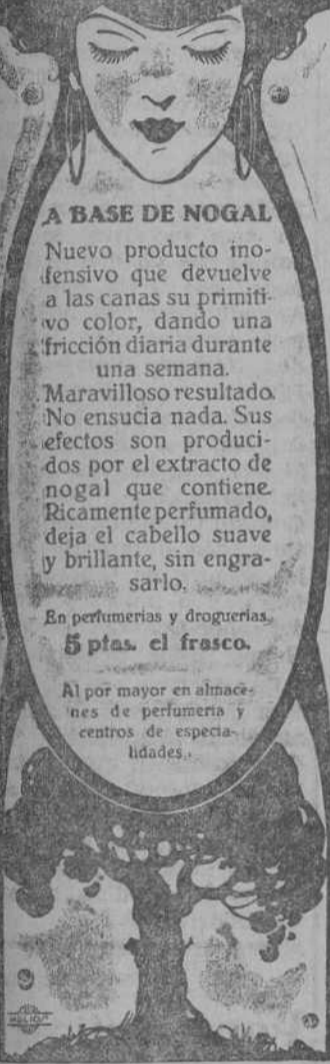 A BASE DE NOGAL
Nuevo producto ino-
fensivo que devuelve
a las canas su primiti-
vo color, dando una
fricción diaria durante
una semana.
Maravilloso resultado.
No ensucia nada. Sus
efectos son produci-
dos por el extracto de
nogal que contiene.
Ricamente perfumado,
deja el cabello suave
y brillante, sin engra-
sarlo.
En perfumerias y droguerias.
5 ptas. el frasco.
Al por mayor en almace-
nes de perfumeria y
centros de especia-
lidades.